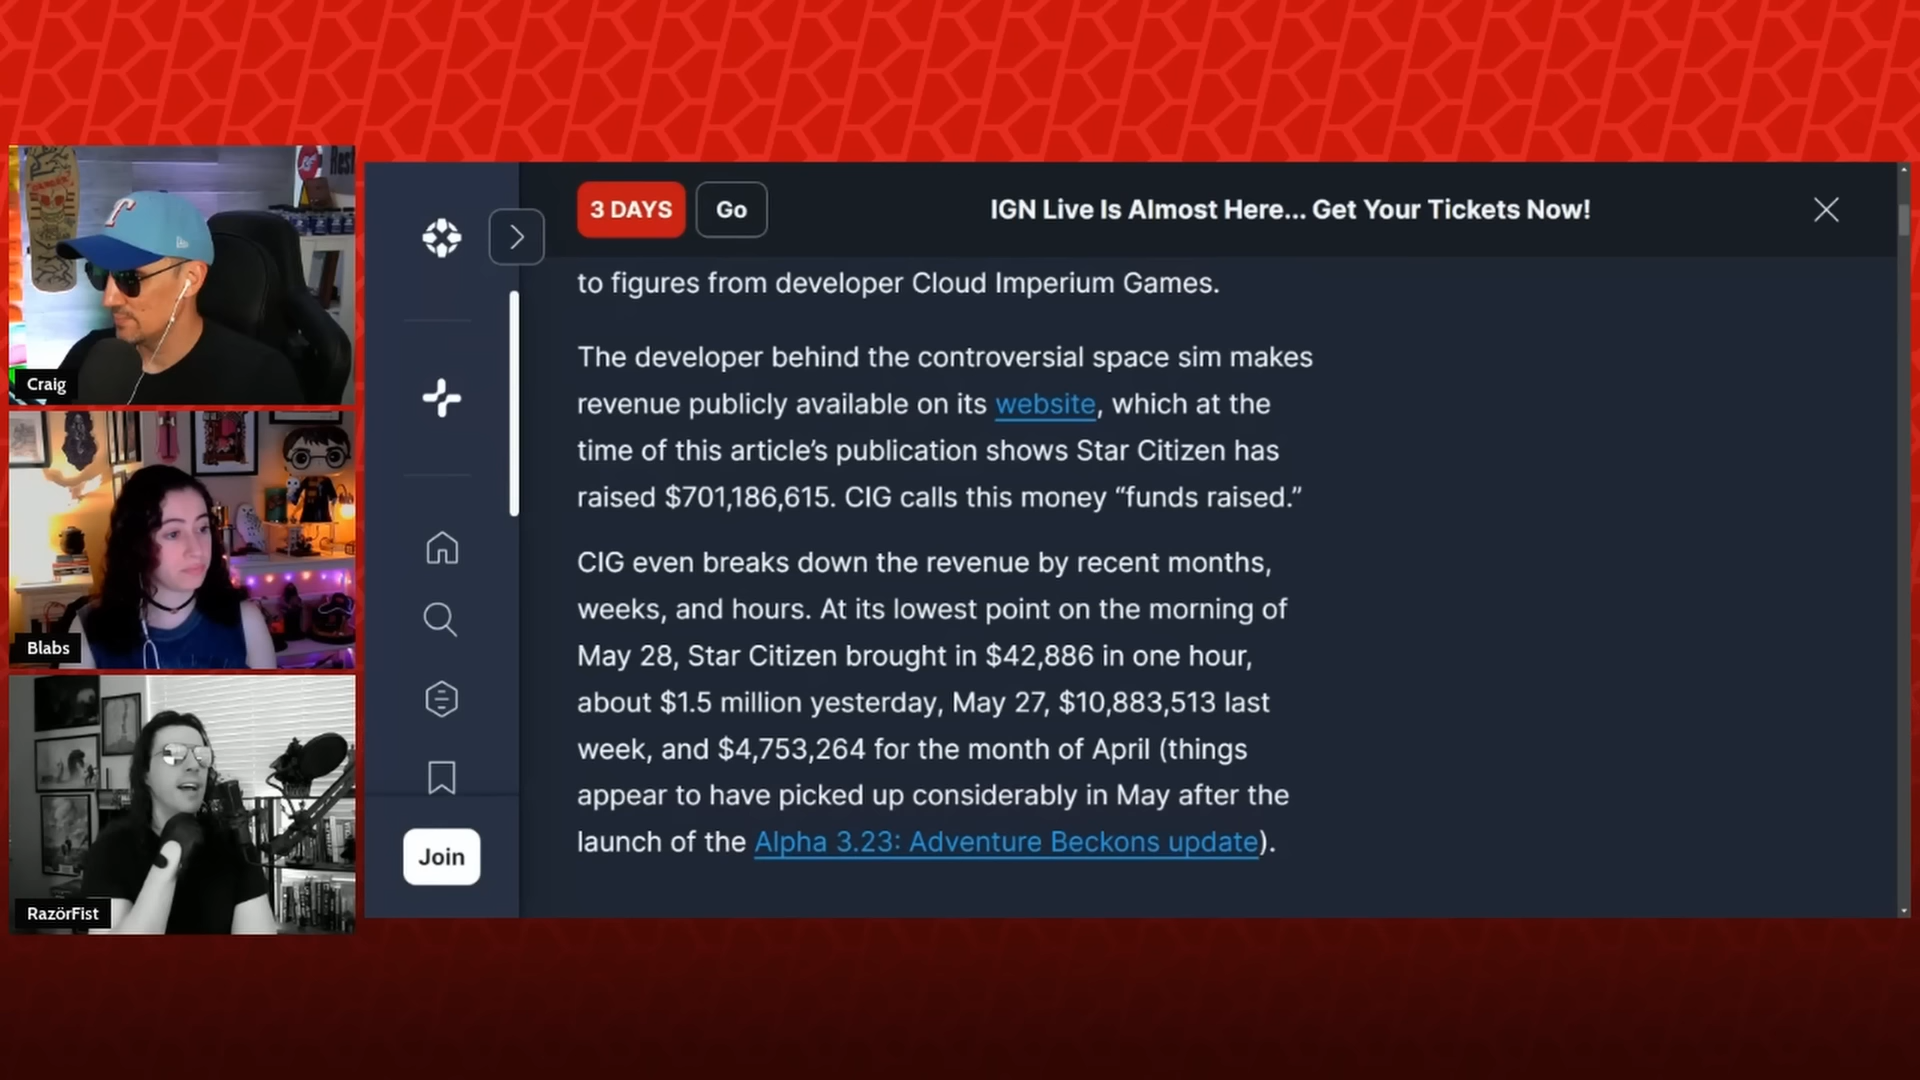 Craig
Blabs
RazörFist
Join
3 DAYS
Go
IGN Live Is Almost Here... Get Your Tickets Now!
to figures from developer Cloud Imperium Games.
The developer behind the controversial space sim makes
revenue publicly available on its website, which at the
time of this article’s publication shows Star Citizen has
raised $701,186,615. CIG calls this money “funds raised.”
CIG even breaks down the revenue by recent months,
weeks, and hours. At its lowest point on the morning of
May 28, Star Citizen brought in $42,886 in one hour,
about $1.5 million yesterday, May 27, $10,883,513 last
week, and $4,753,264 for the month of April (things
appear to have picked up considerably in May after the
launch of the Alpha 3.23: Adventure Beckons update).